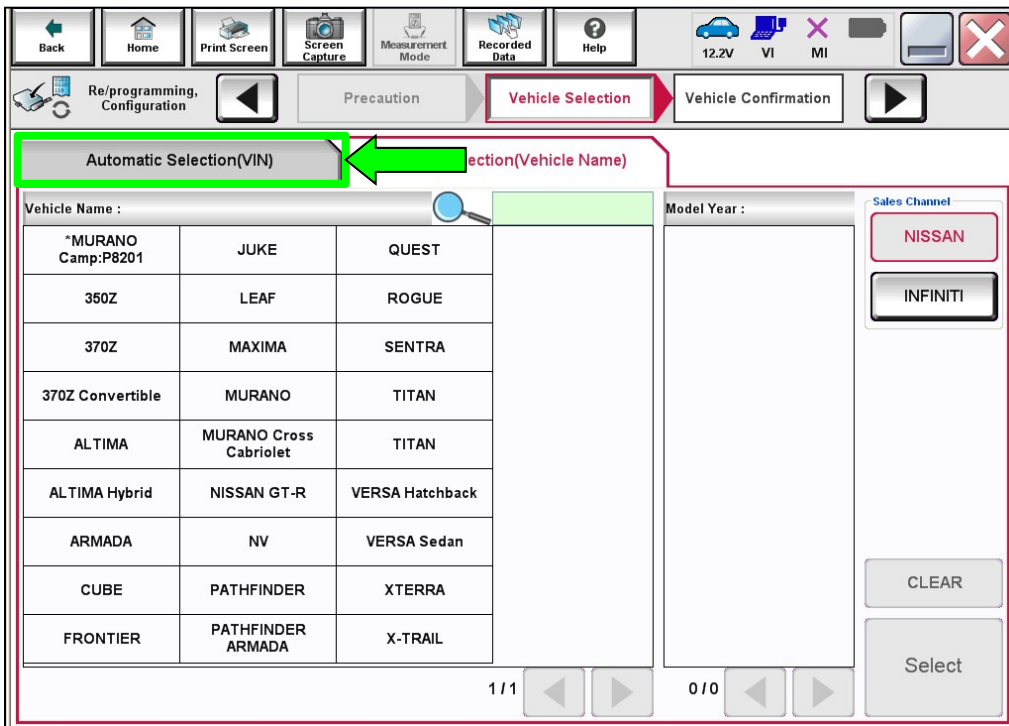 Back
Home
Print Screen
Screen
Capture
Measurement
Mode
Recorded
Data
Help
12.2V
VI
MI
Re/programming,
Configuration
Precaution
Vehicle Selection
Vehicle Confirmation
Automatic Selection(VIN)
ection(Vehicle Name)
Vehicle Name :
Model Year :
Sales Channel
*MURANO
Camp:P8201
JUKE
QUEST
NISSAN
350Z
LEAF
ROGUE
INFINITI
370Z
MAXIMA
SENTRA
370Z Convertible
MURANO
TITAN
ALTIMA
MURANO Cross
Cabriolet
TITAN
ALTIMA Hybrid
NISSAN GT-R
VERSA Hatchback
ARMADA
NV
VERSA Sedan
CUBE
PATHFINDER
XTERRA
CLEAR
FRONTIER
PATHFINDER
ARMADA
X-TRAIL
Select
1/1
0/0